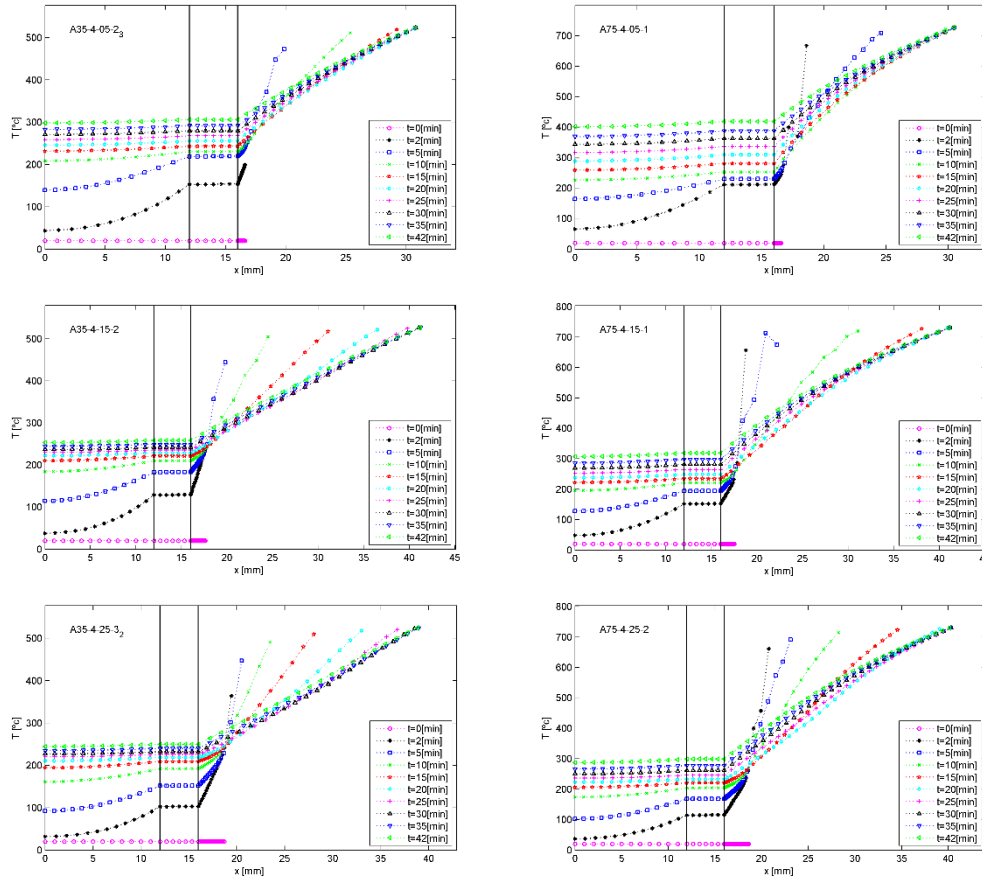 A35-4-05-2₃
T [ºc]
500
400
300
200
100
0
0 5 10 15 20 25 30
x [mm]
t=0[min]
t=2[min]
t=5[min]
t=10[min]
t=15[min]
t=20[min]
t=25[min]
t=30[min]
t=35[min]
t=42[min]
A75-4-05-1
T [ºc]
700
600
500
400
300
200
100
0
0 5 10 15 20 25 30
x [mm]
t=0[min]
t=2[min]
t=5[min]
t=10[min]
t=15[min]
t=20[min]
t=25[min]
t=30[min]
t=35[min]
t=42[min]
A35-4-15-2
T [ºc]
500
400
300
200
100
0
0 5 10 15 20 25 30 35 40 45
x [mm]
t=0[min]
t=2[min]
t=5[min]
t=10[min]
t=15[min]
t=20[min]
t=25[min]
t=30[min]
t=35[min]
t=42[min]
A75-4-15-1
T [ºc]
800
700
600
500
400
300
200
100
0
0 5 10 15 20 25 30 35 40
x [mm]
t=0[min]
t=2[min]
t=5[min]
t=10[min]
t=15[min]
t=20[min]
t=25[min]
t=30[min]
t=35[min]
t=42[min]
A35-4-25-3₂
T [ºc]
500
400
300
200
100
0
0 5 10 15 20 25 30 35 40
x [mm]
t=0[min]
t=2[min]
t=5[min]
t=10[min]
t=15[min]
t=20[min]
t=25[min]
t=30[min]
t=35[min]
t=42[min]
A75-4-25-2
T [ºc]
800
700
600
500
400
300
200
100
0
0 5 10 15 20 25 30 35 40
x [mm]
t=0[min]
t=2[min]
t=5[min]
t=10[min]
t=15[min]
t=20[min]
t=25[min]
t=30[min]
t=35[min]
t=42[min]